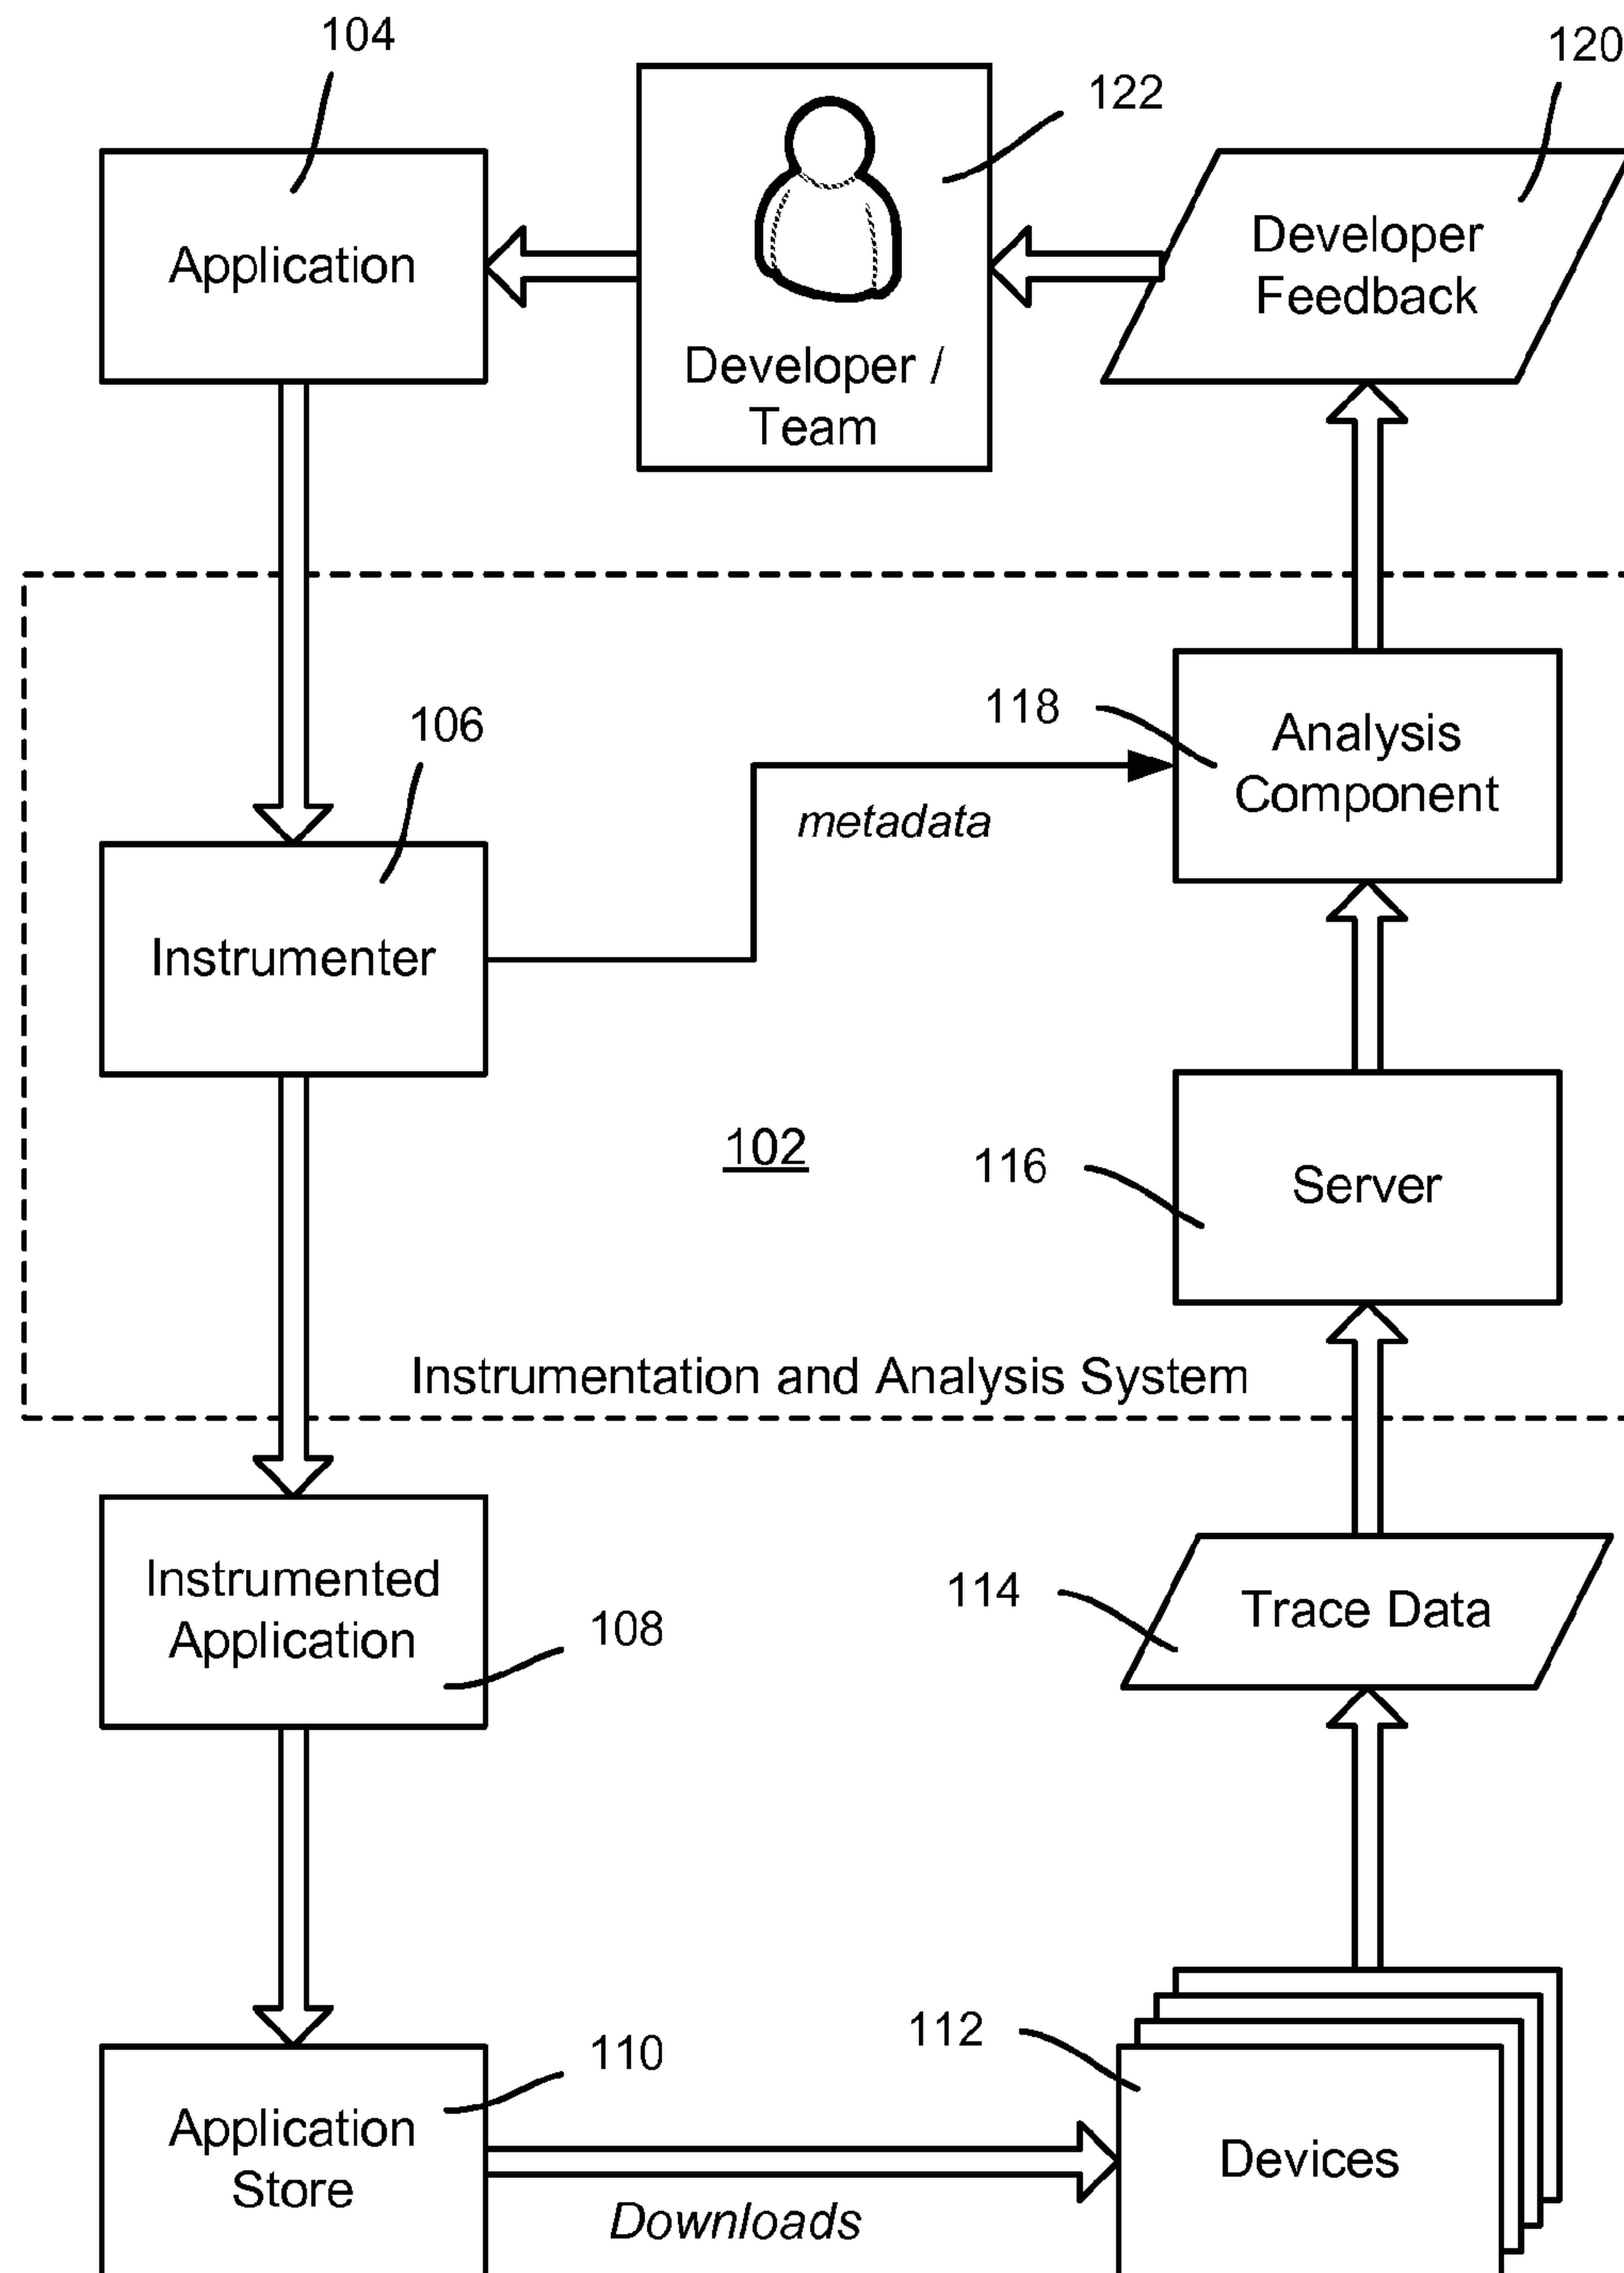 104
120
122
Application
Developer
Feedback
Developer /
Team
118
Analysis
Component
106
metadata
Instrumenter
102
116
Server
Instrumentation and Analysis System
Instrumented
Application
108
114
Trace Data
110
112
Application
Store
Devices
Downloads